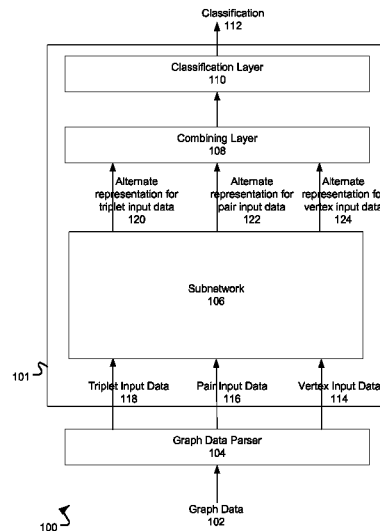 Classification
112
Classification Layer
110
Combining Layer
108
Alternate
representation for
triplet input data
120
Alternate
representation for
pair input data
122
Alternate
representation for
vertex input data
124
Subnetwork
106
101
Triplet Input Data
118
Pair Input Data
116
Vertex Input Data
114
Graph Data Parser
104
Graph Data
102
100